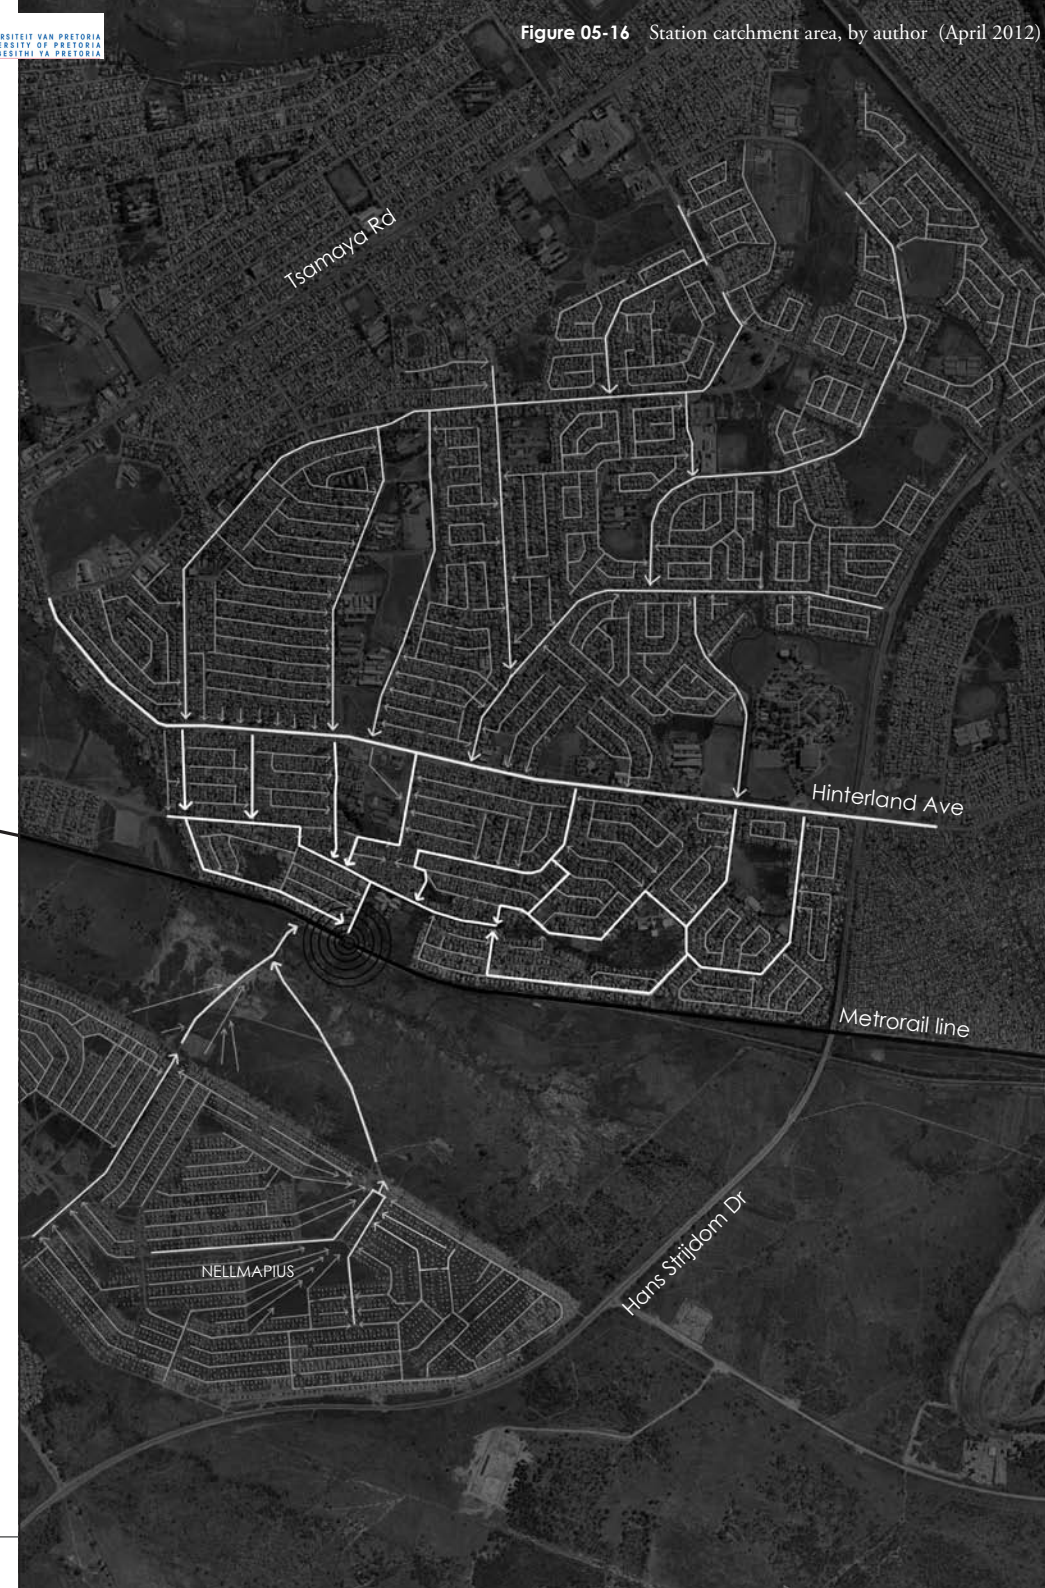 Figure 05-16 Station catchment area, by author (April 2012)
RSITEIT VAN PRETORIA
ERSITY OF PRETORIA
BESITHI YA PRETORIA
Tsamaya Rd
Hinterland Ave
Metrorail line
Hans Strijdom Dr
NELLMAPIUS